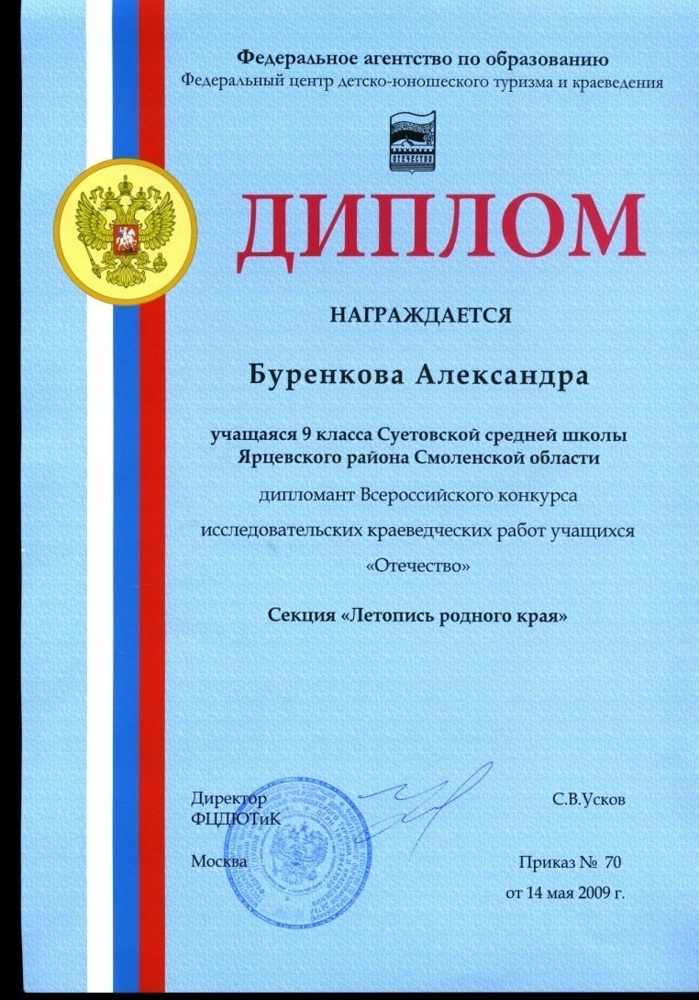 Федеральное агентство по образованию
Федеральный центр детско-юношеского туризма и краеведения
ОТЕЧЕСТВО
ДИПЛОМ
НАГРАЖДАЕТСЯ
Буренкова Александра
учащаяся 9 класса Суетовской средней школы
Ярцевского района Смоленской области
дипломант Всероссийского конкурса
исследовательских краеведческих работ учащихся
«Отечество»
Секция «Летопись родного края»
Директор
ФЦДЮТиК
С.В.Усков
Москва
Приказ № 70
от 14 мая 2009 г.